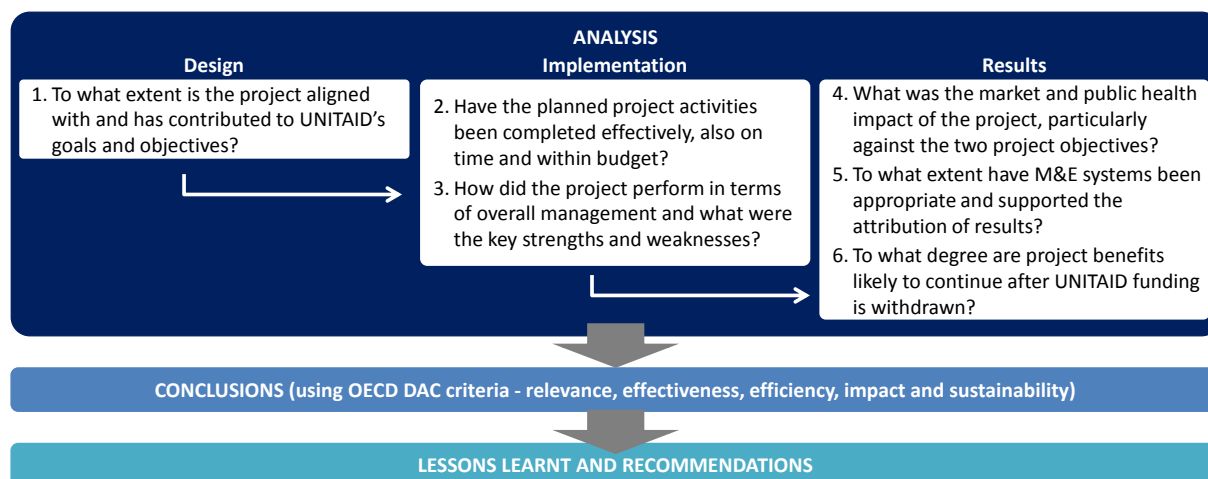 ANALYSIS
Design
1. To what extent is the project aligned
with and has contributed to UNITAID's
goals and objectives?
Implementation
2. Have the planned project activities
been completed effectively, also on
time and within budget?
3. How did the project perform in terms
of overall management and what were
the key strengths and weaknesses?
Results
4. What was the market and public health
impact of the project, particularly
against the two project objectives?
5. To what extent have M&E systems been
appropriate and supported the
attribution of results?
6. To what degree are project benefits
likely to continue after UNITAID funding
is withdrawn?
CONCLUSIONS (using OECD DAC criteria - relevance, effectiveness, efficiency, impact and sustainability)
LESSONS LEARNT AND RECOMMENDATIONS